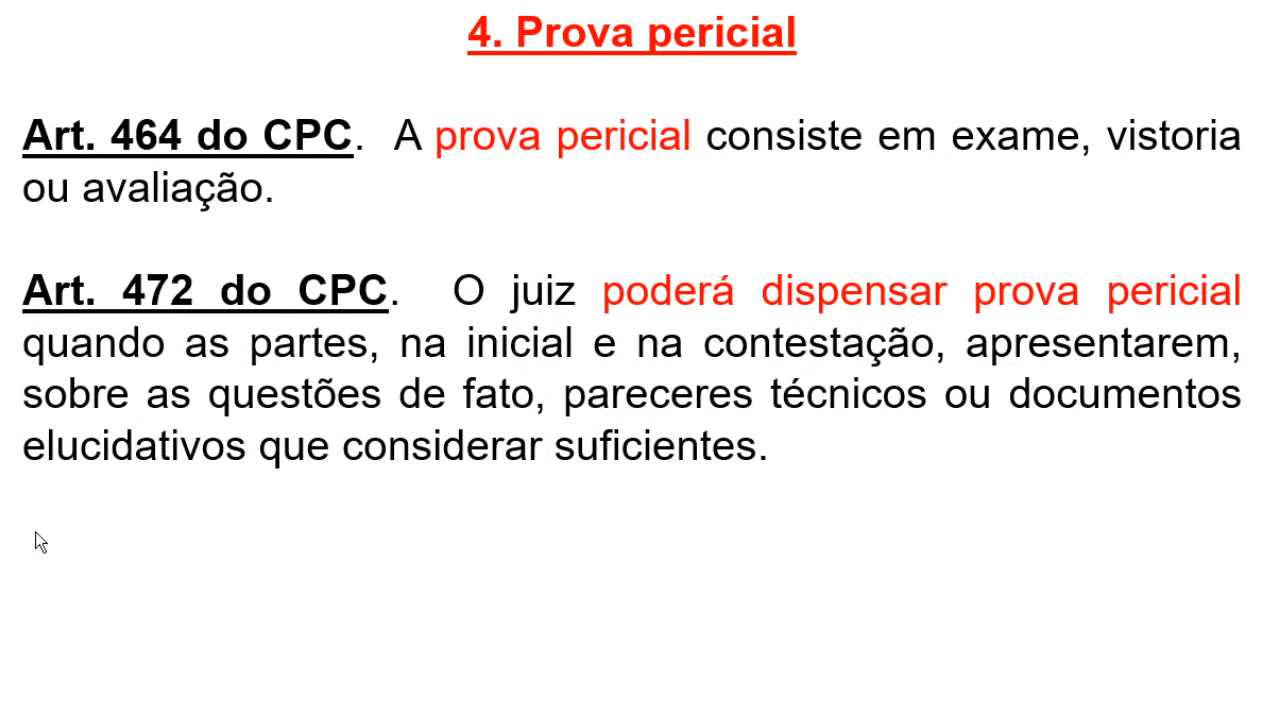 4. Prova pericial
Art. 464 do CPC. A prova pericial consiste em exame, vistoria
ou avaliação.
Art. 472 do CPC. O juiz poderá dispensar prova pericial
quando as partes, na inicial e na contestação, apresentarem,
sobre as questões de fato, pareceres técnicos ou documentos
elucidativos que considerar suficientes.